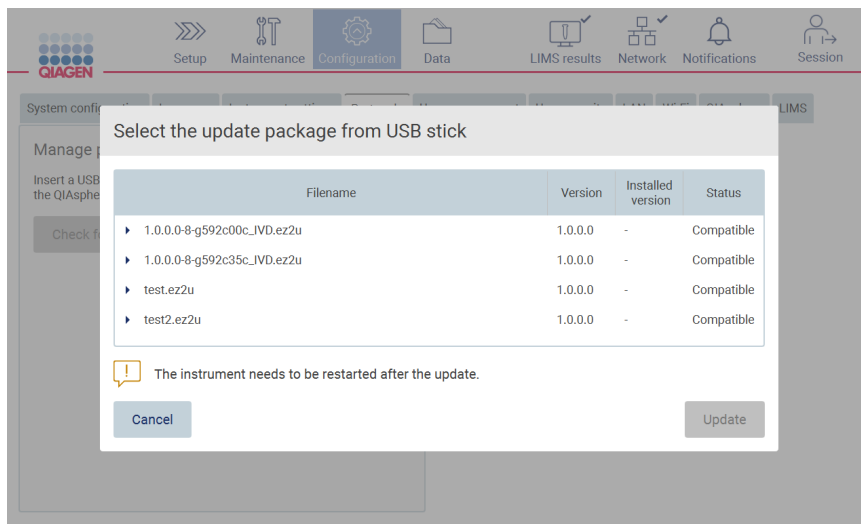 QIAGEN
Setup
Maintenance
Configuration
Data
LIMS results
Network
Notifications
Session
System
LIMS
Manage
Insert a USB
the
Check
Select the update package from USB stick
Filename
Version
Installed
version
Status
1.0.0.0-8-g592c00c_IVD.ez2u 1.0.0.0 - Compatible
1.0.0.0-8-g592c35c_IVD.ez2u 1.0.0.0 - Compatible
test.ez2u 1.0.0.0 - Compatible
test2.ez2u 1.0.0.0 - Compatible
! The instrument needs to be restarted after the update.
Cancel
Update